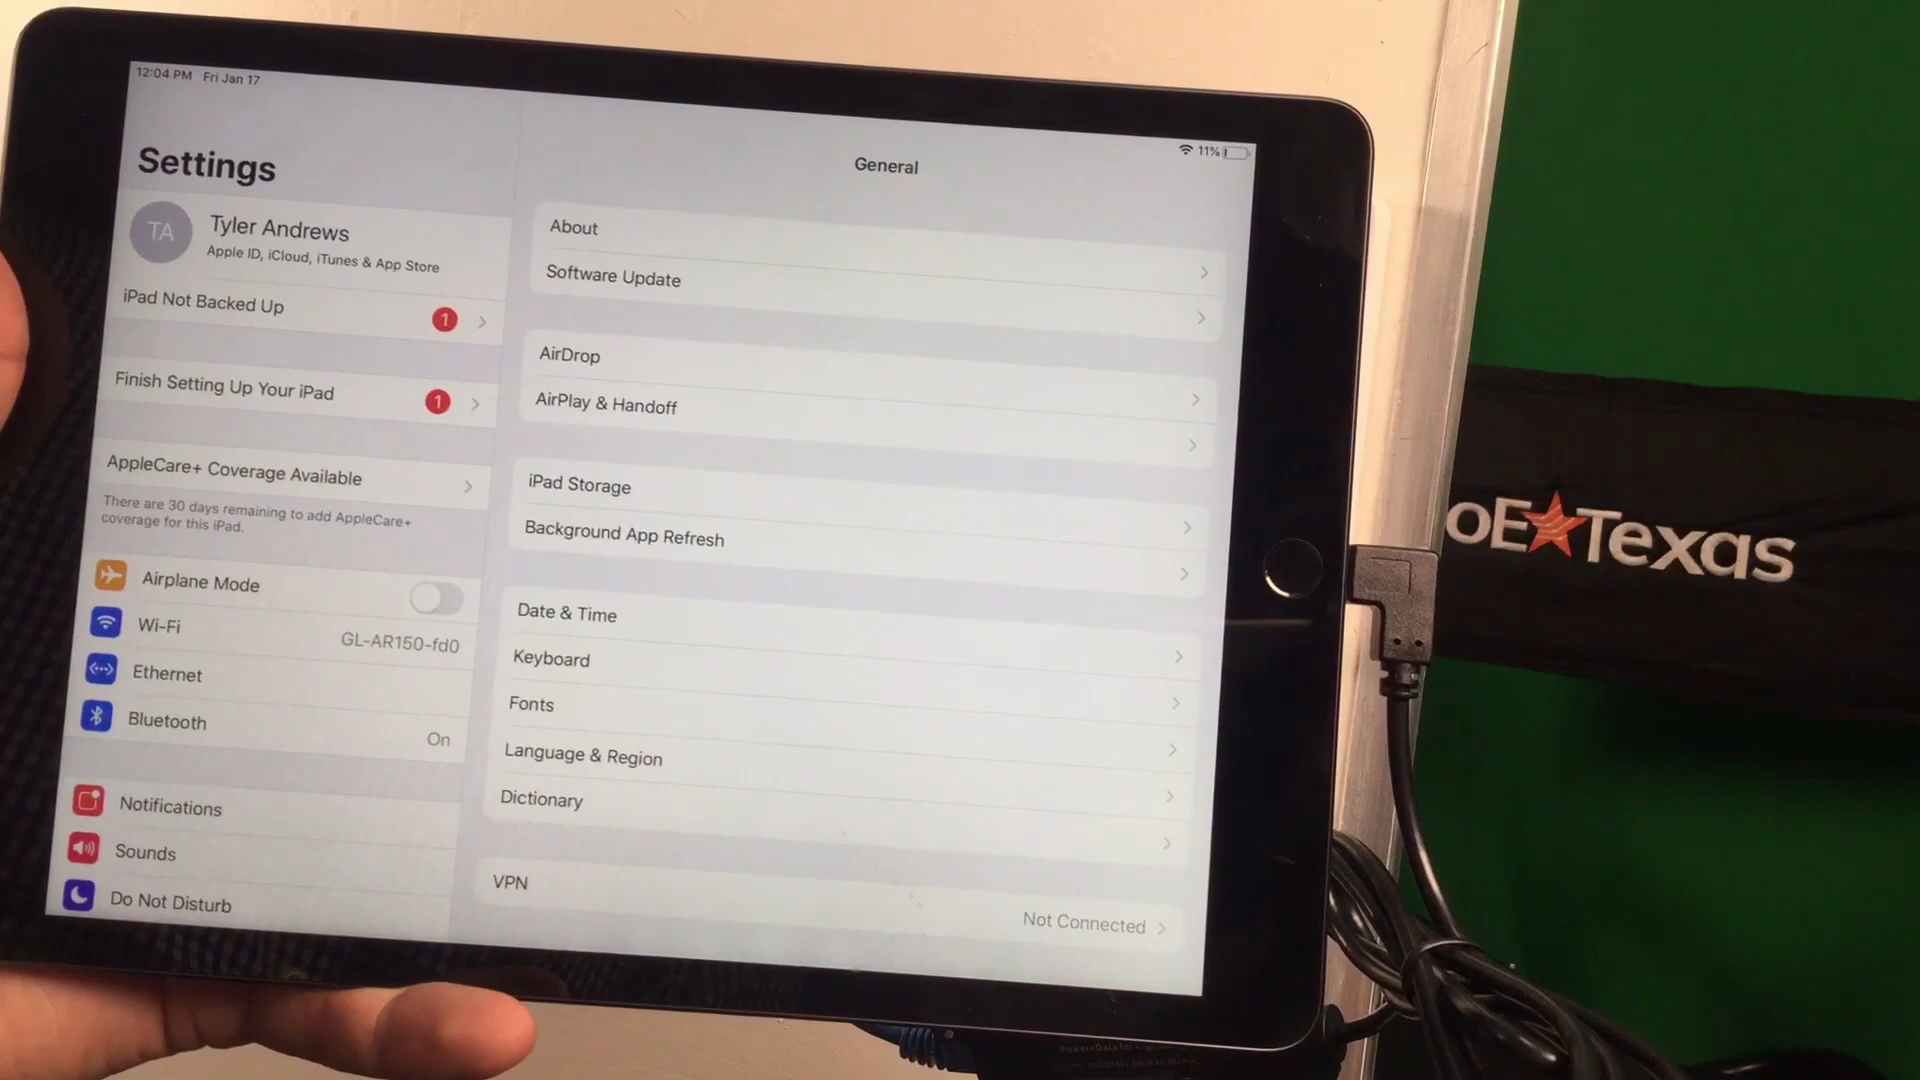 12:04 PM Fri Jan 17
11%
Settings
TA
Tyler Andrews
Apple ID, iCloud, iTunes & App Store
iPad Not Backed Up
1
Finish Setting Up Your iPad
1
AppleCare+ Coverage Available
There are 30 days remaining to add AppleCare+
coverage for this iPad.
Airplane Mode
Wi-Fi GL-AR150-fd0
Ethernet
Bluetooth On
Notifications
Sounds
Do Not Disturb
General
About
Software Update
AirDrop
AirPlay & Handoff
iPad Storage
Background App Refresh
Date & Time
Keyboard
Fonts
Language & Region
Dictionary
VPN Not Connected
oE Texas